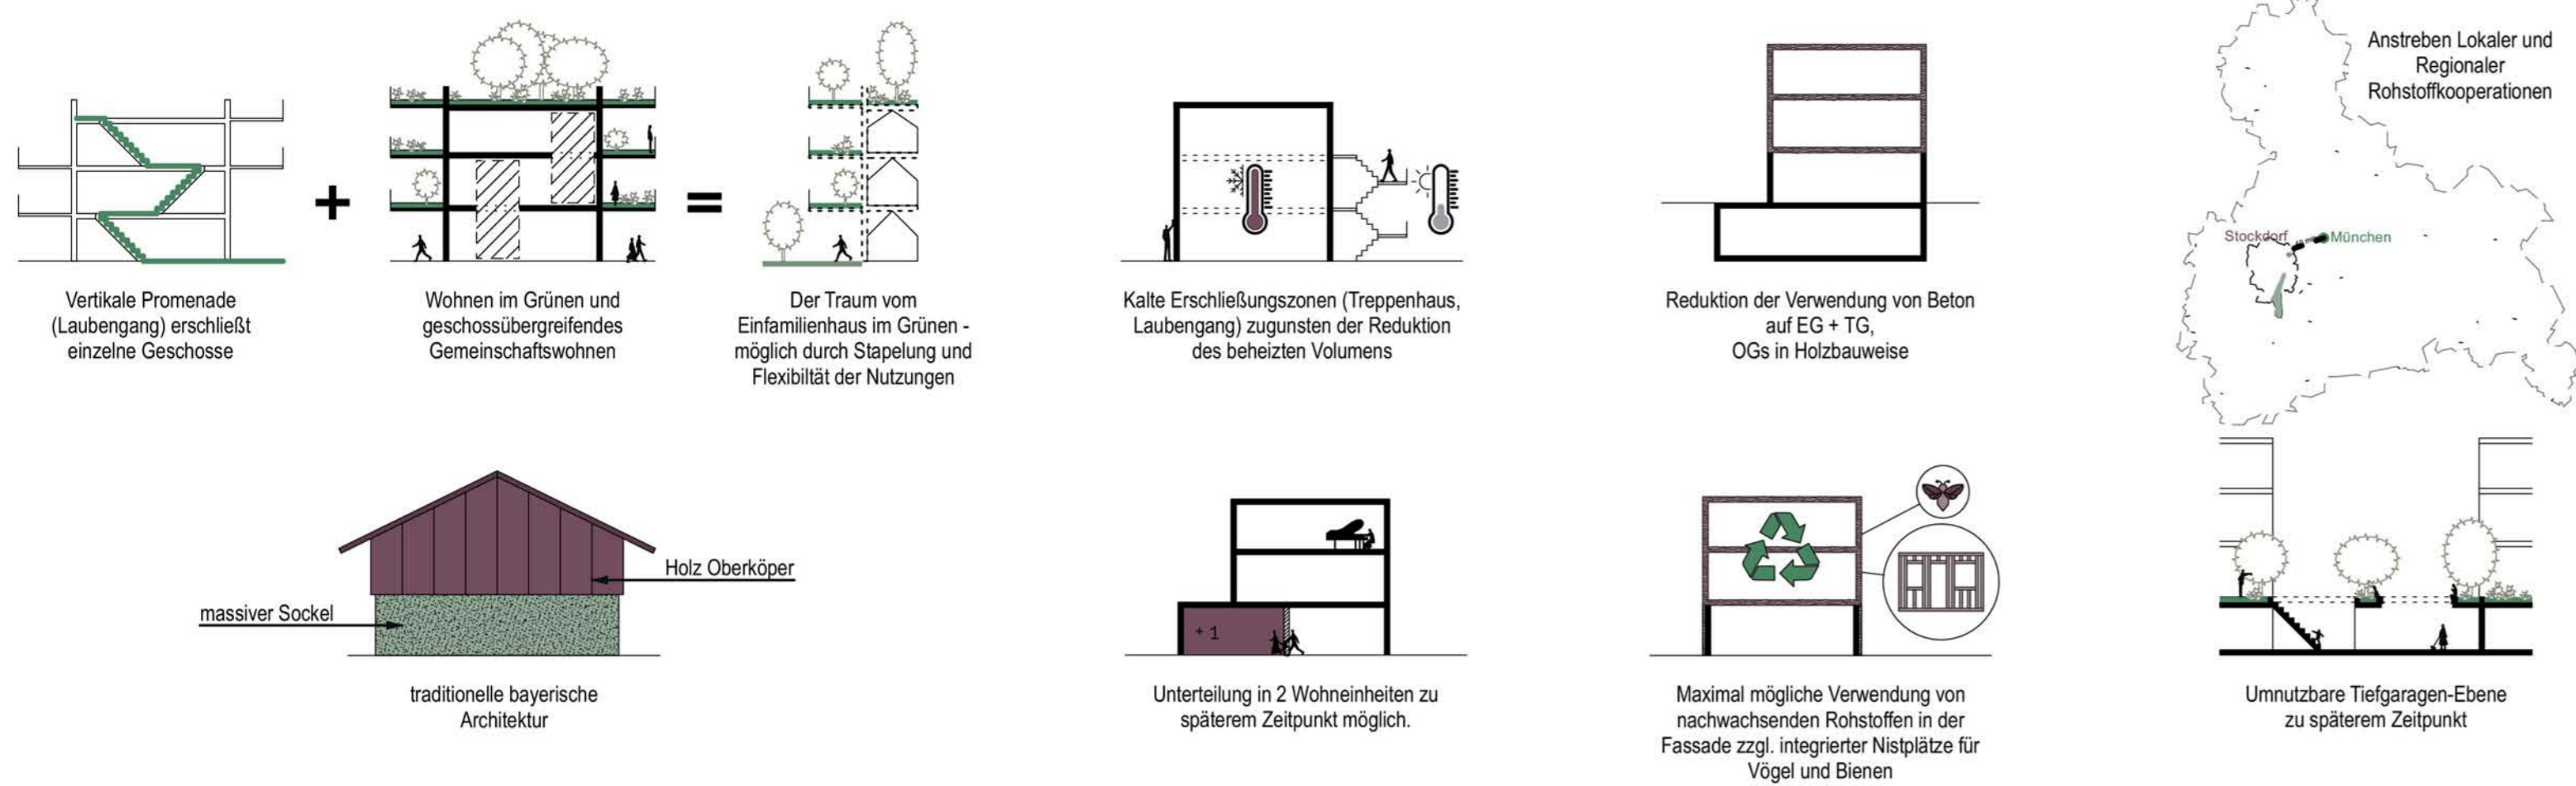 Vertikale Promenade
(Laubengang) erschließt
einzelne Geschosse
Wohnen im Grünen und
geschossübergreifendes
Gemeinschaftswohnen
Der Traum vom
Einfamilienhaus im Grünen -
möglich durch Stapelung und
Flexibiltät der Nutzungen
Kalte Erschließungszonen (Treppenhaus,
Laubengang) zugunsten der Reduktion
des beheizten Volumens
Reduktion der Verwendung von Beton
auf EG + TG,
OGs in Holzbauweise
Anstreben Lokaler und
Regionaler
Rohstoffkooperationen
Stockdorf
München
Holz Oberköper
massiver Sockel
traditionelle bayerische
Architektur
+ 1
Unterteilung in 2 Wohneinheiten zu
späterem Zeitpunkt möglich.
Maximal mögliche Verwendung von
nachwachsenden Rohstoffen in der
Fassade zzgl. integrierter Nistplätze für
Vögel und Bienen
Umnutzbare Tiefgaragen-Ebene
zu späterem Zeitpunkt